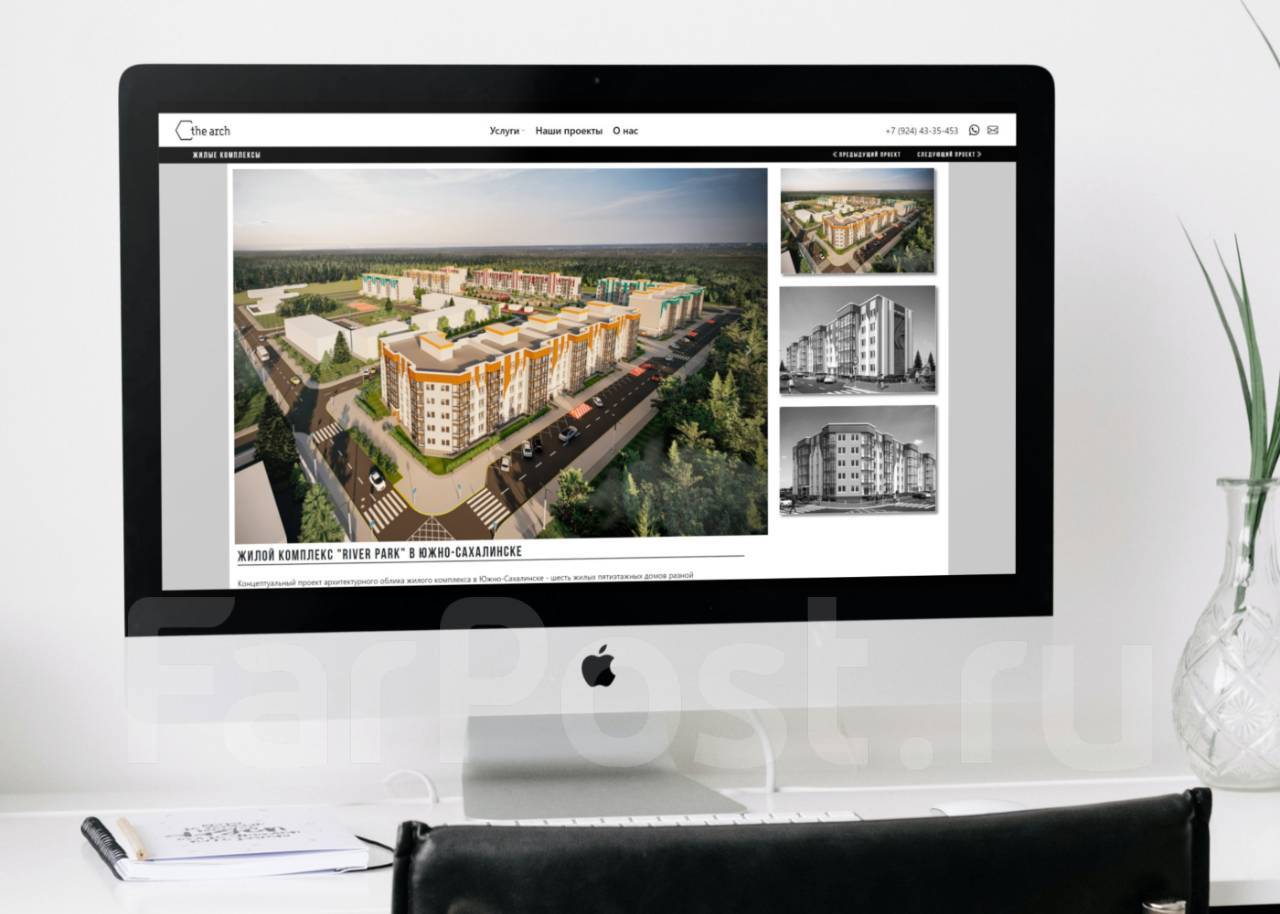 the arch
Услуги Наши проекты О нас
+7 (924) 43-35-453
ЖИЛЫЕ КОМПЛЕКСЫ
ПРЕДЫДУЩИЙ ПРОЕКТ СЛЕДУЮЩИЙ ПРОЕКТ
ЖИЛОЙ КОМПЛЕКС "RIVER PARK" В ЮЖНО-САХАЛИНСКЕ
Концептуальный проект архитектурного облика жилого комплекса в Южно-Сахалинске - шесть жилых пятиэтажных домов разной
FarPost.ru